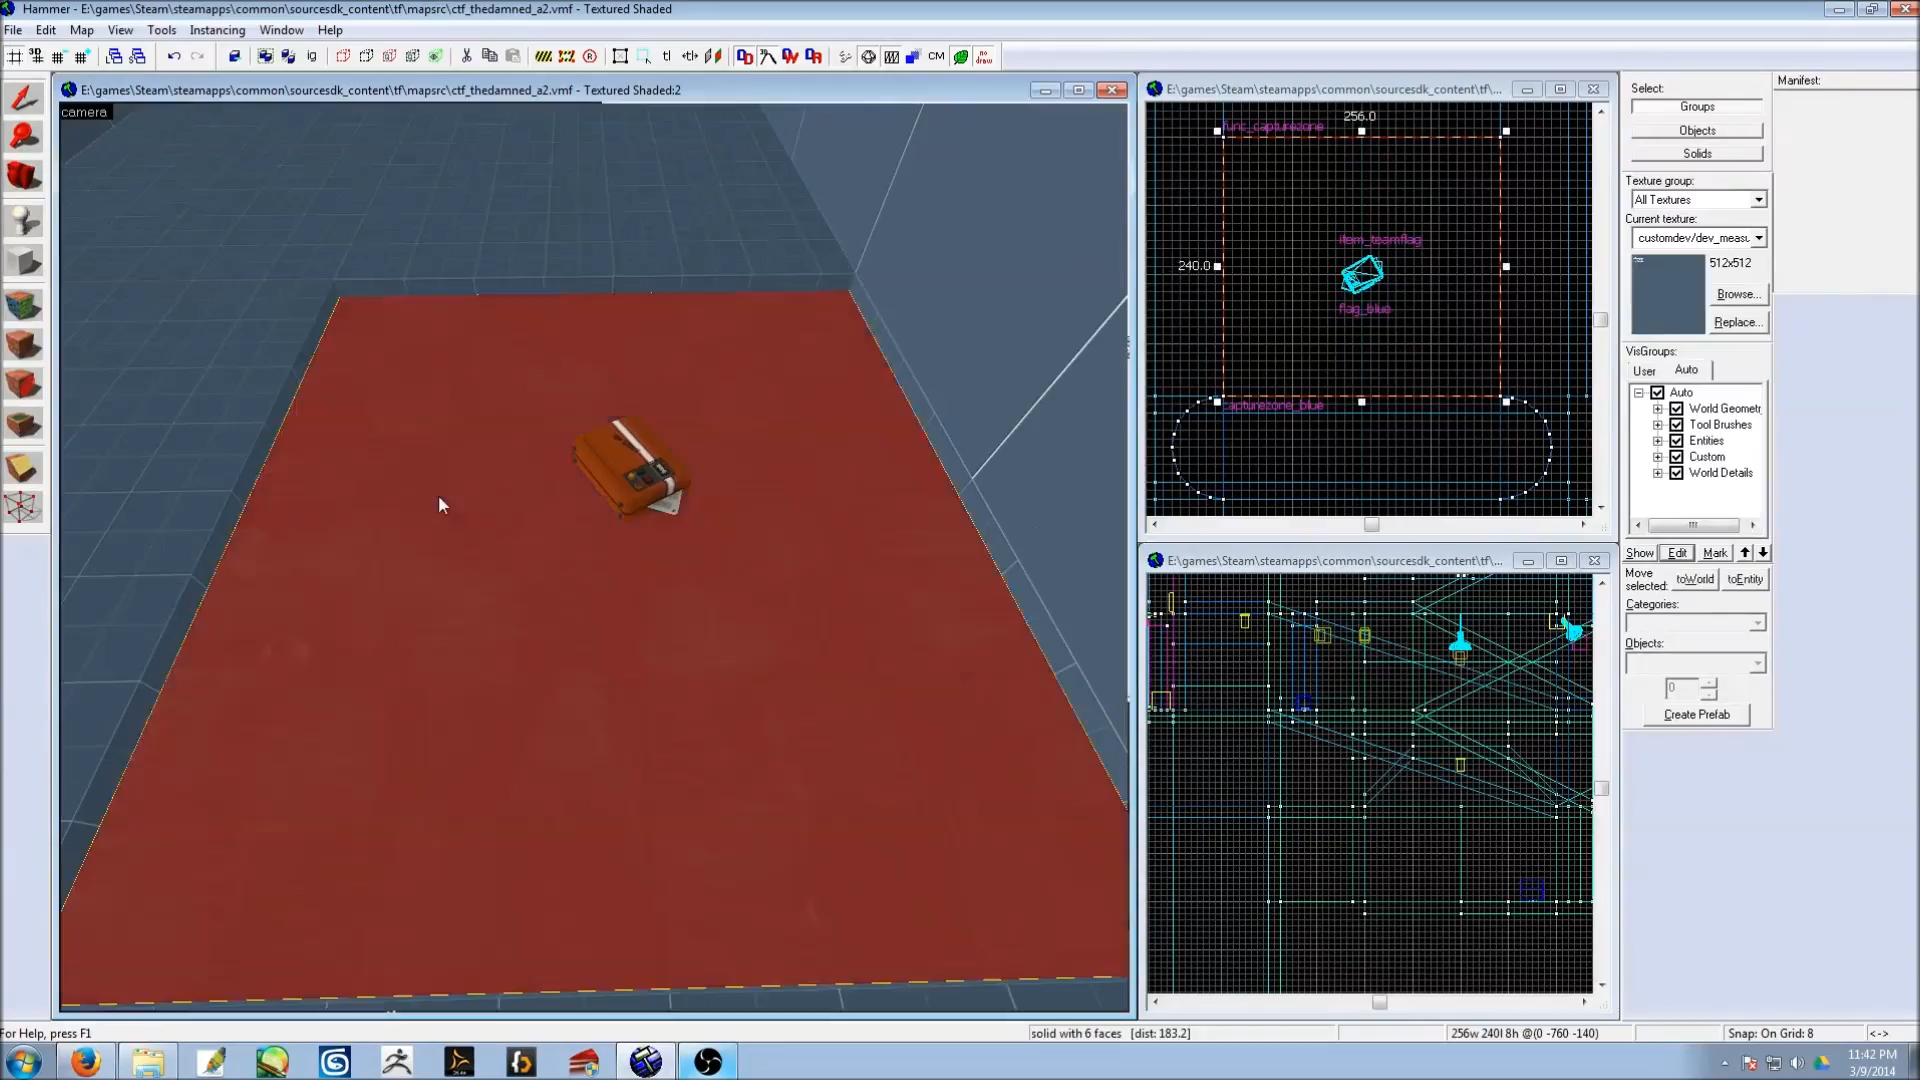 Hammer - E:\games\Steam\steamapps\common\sourcesdk_content\tf\mapsrc\ctf_thedamned_a2.vmf - Textured Shaded
File Edit Map View Tools Instancing Window Help
CM
no draw
E:\games\Steam\steamapps\common\sourcesdk_content\tf\mapsrc\ctf_thedamned_a2.vmf - Textured Shaded:2
camera
E:\games\Steam\steamapps\common\sourcesdk_content\tf\...
256.0
func_capturezone
item_teamflag
240.0
flag_blue
capturezone_blue
E:\games\Steam\steamapps\common\sourcesdk_content\tf\...
Select:
Groups
Objects
Solids
Texture group:
All Textures
Current texture:
customdev/dev_measu
512x512
Browse...
Replace...
VisGroups:
User Auto
Auto
World Geometr
Tool Brushes
Entities
Custom
World Details
Show Edit Mark
Move selected:
toWorld toEntity
Categories:
Objects:
0
Create Prefab
Manifest:
For Help, press F1
solid with 6 faces [dist: 183.2]
256w 240l 8h @(0 -760 -140)
Snap: On Grid: 8
<->
11:42 PM
3/9/2014